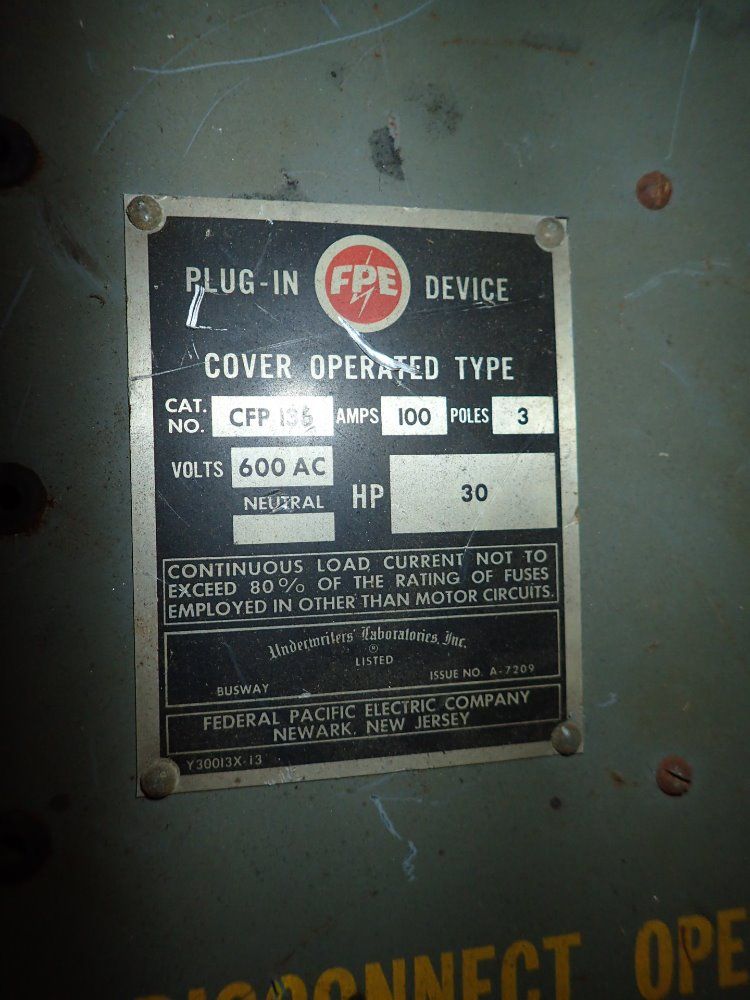 PLUG-IN FPE DEVICE
COVER OPERATED TYPE
CAT. NO. CFP 136 AMPS 100 POLES 3
VOLTS 600 AC
NEUTRAL
HP 30
CONTINUOUS LOAD CURRENT NOT TO
EXCEED 80% OF THE RATING OF FUSES
EMPLOYED IN OTHER THAN MOTOR CIRCUITS.
Underwriters' Laboratories, Inc.
®
LISTED
BUSWAY ISSUE NO. A-7209
FEDERAL PACIFIC ELECTRIC COMPANY
NEWARK, NEW JERSEY
Y30013X-13
DISCONNECT OPE